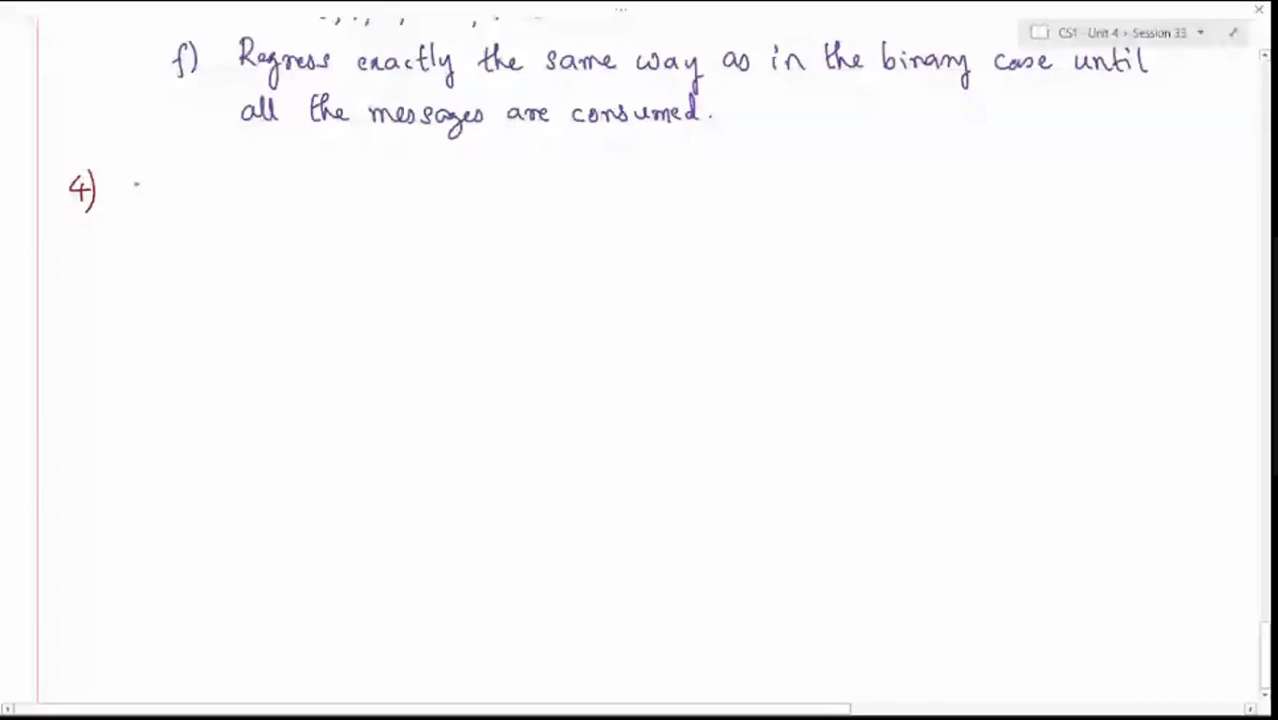 CS1 - Unit 4 > Session 33
f) Regress exactly the same way as in the binary case until
all the messages are consumed.
4)